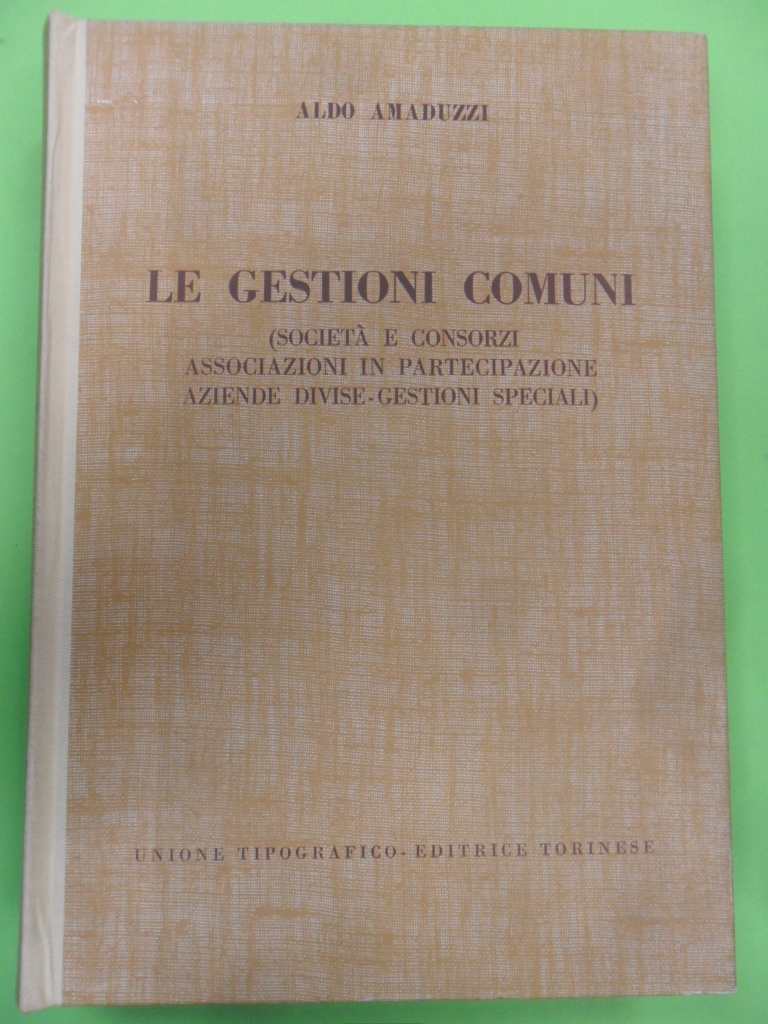 ALDO AMADUZZI
LE GESTIONI COMUNI
(SOCIETÀ E CONSORZI
ASSOCIAZIONI IN PARTECIPAZIONE
AZIENDE DIVISE-GESTIONI SPECIALI)
UNIONE TIPOGRAFICO-EDITRICE TORINESE